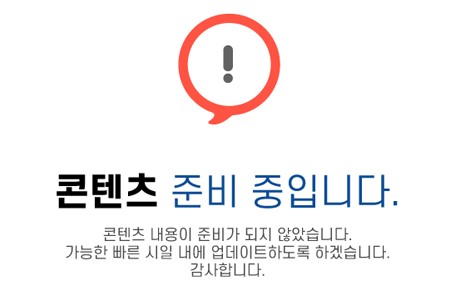 !
콘텐츠 준비 중입니다.
콘텐츠 내용이 준비가 되지 않았습니다.
가능한 빠른 시일 내에 업데이트하도록 하겠습니다.
감사합니다.